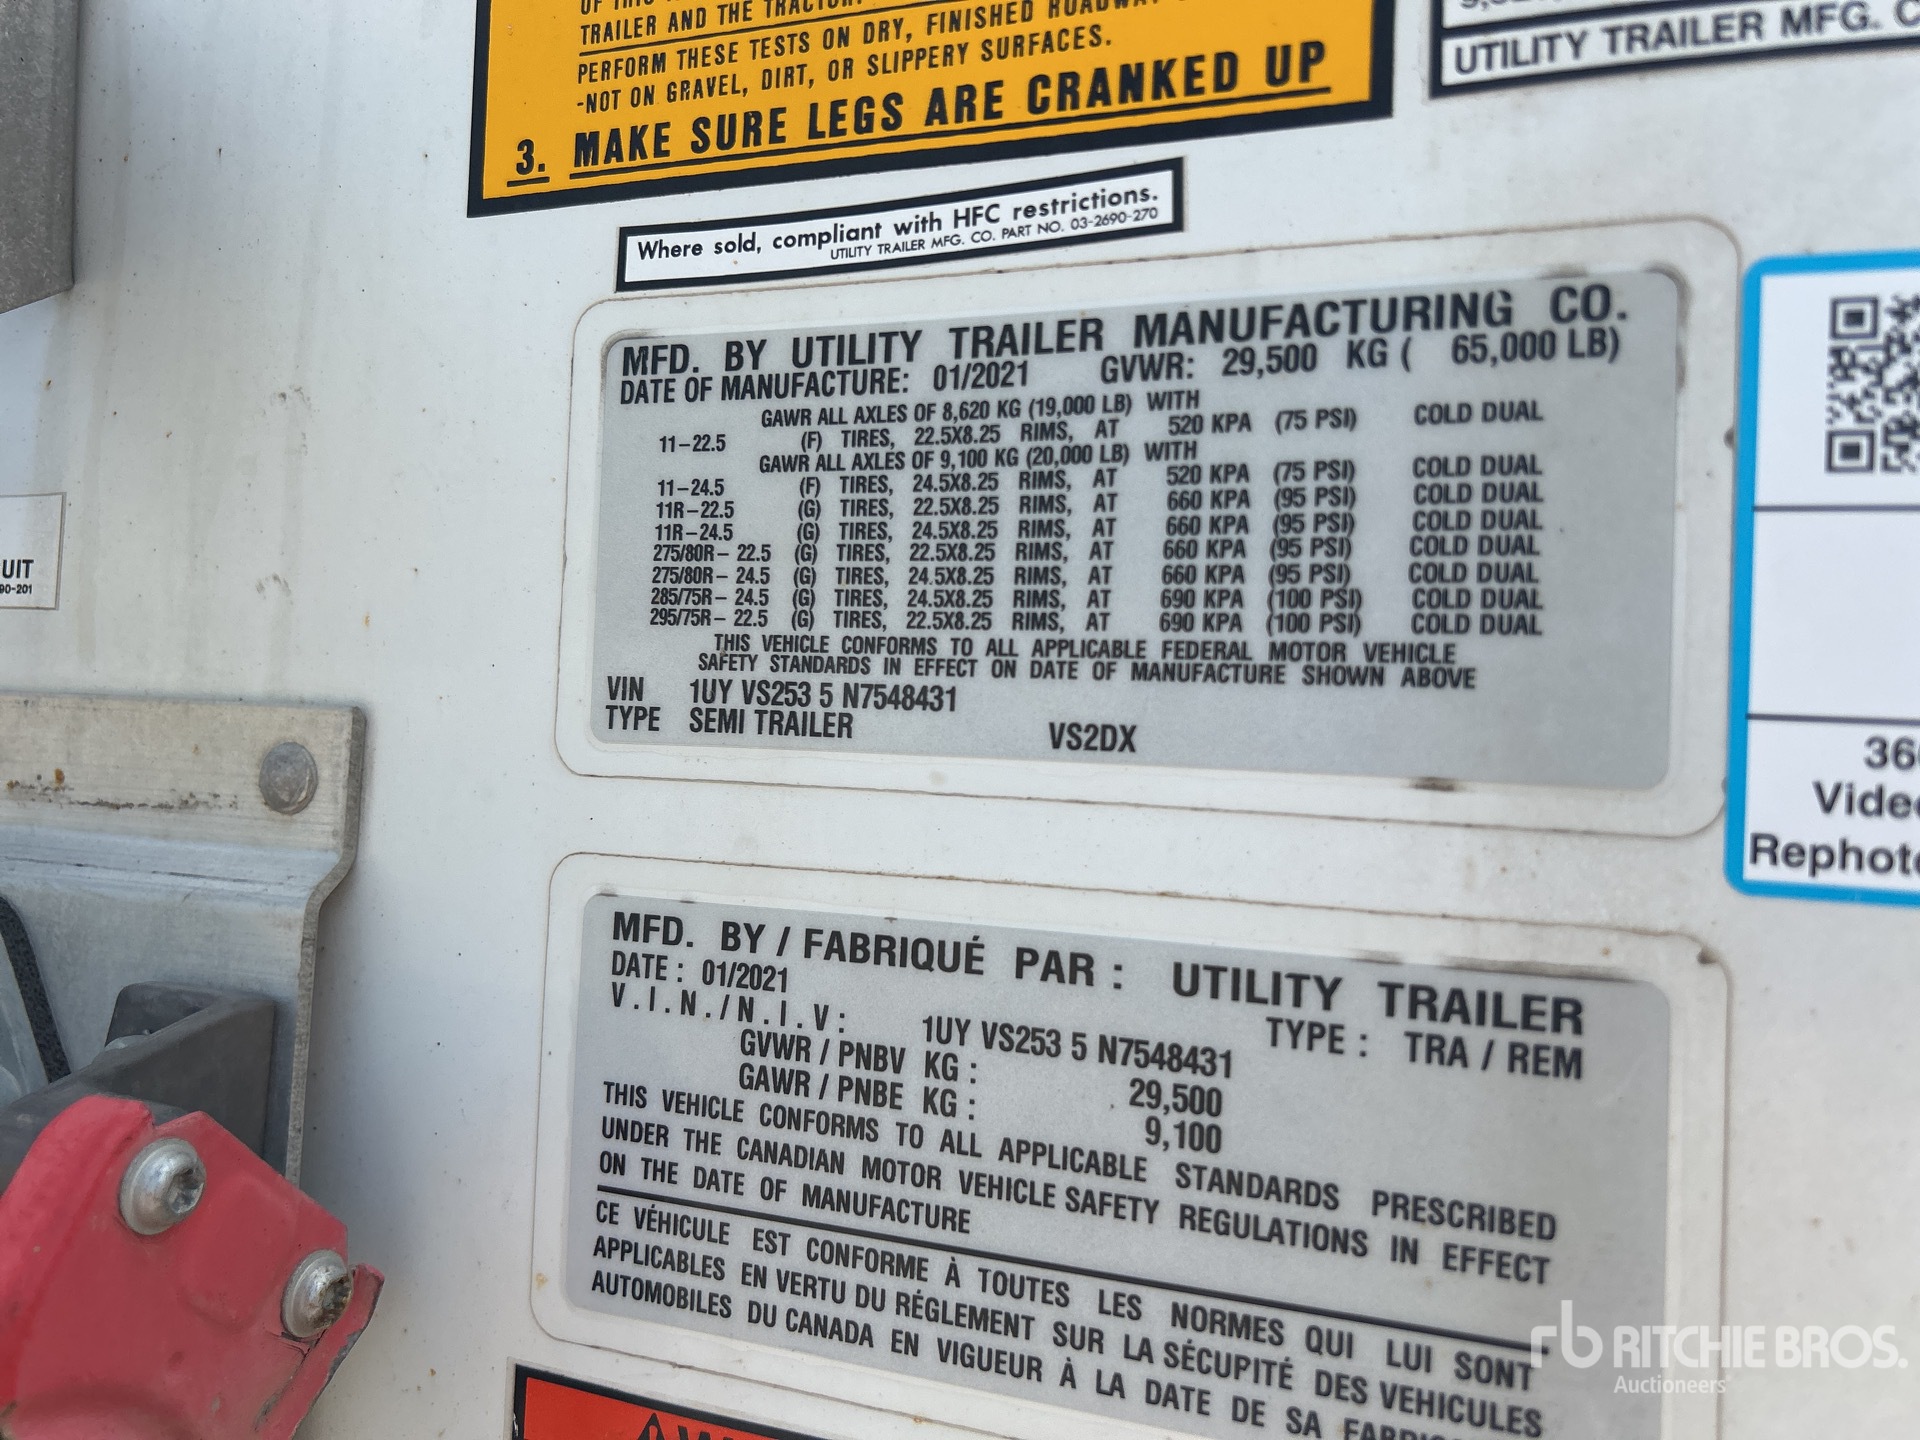 TRAILER AND THE
PERFORM THESE TESTS ON DRY, FINISHED ROADWAY
-NOT ON GRAVEL, DIRT, OR SLIPPERY SURFACES.
3. MAKE SURE LEGS ARE CRANKED UP
UTILITY TRAILER MFG. C
Where sold, compliant with HFC restrictions.
UTILITY TRAILER MFG. CO. PART NO. 03-2690-270
MFD. BY UTILITY TRAILER MANUFACTURING CO.
DATE OF MANUFACTURE: 01/2021 GVWR: 29,500 KG ( 65,000 LB)
GAWR ALL AXLES OF 8,620 KG (19,000 LB) WITH
11-22.5 (F) TIRES, 22.5X8.25 RIMS, AT 520 KPA (75 PSI) COLD DUAL
GAWR ALL AXLES OF 9,100 KG (20,000 LB) WITH
11-24.5 (F) TIRES, 24.5X8.25 RIMS, AT 520 KPA (75 PSI) COLD DUAL
11R-22.5 (G) TIRES, 22.5X8.25 RIMS, AT 660 KPA (95 PSI) COLD DUAL
11R-24.5 (G) TIRES, 24.5X8.25 RIMS, AT 660 KPA (95 PSI) COLD DUAL
275/80R- 22.5 (G) TIRES, 22.5X8.25 RIMS, AT 660 KPA (95 PSI) COLD DUAL
275/80R- 24.5 (G) TIRES, 24.5X8.25 RIMS, AT 660 KPA (95 PSI) COLD DUAL
285/75R- 24.5 (G) TIRES, 24.5X8.25 RIMS, AT 690 KPA (100 PSI) COLD DUAL
295/75R- 22.5 (G) TIRES, 22.5X8.25 RIMS, AT 690 KPA (100 PSI) COLD DUAL
THIS VEHICLE CONFORMS TO ALL APPLICABLE FEDERAL MOTOR VEHICLE
SAFETY STANDARDS IN EFFECT ON DATE OF MANUFACTURE SHOWN ABOVE
VIN 1UY VS253 5 N7548431
TYPE SEMI TRAILER VS2DX
UIT
90-201
36
Vide
Rephot
MFD. BY / FABRIQUÉ PAR : UTILITY TRAILER
DATE : 01/2021 TYPE : TRA / REM
V.I.N./N.I.V: 1UY VS253 5 N7548431
GVWR / PNBV KG : 29,500
GAWR / PNBE KG : 9,100
THIS VEHICLE CONFORMS TO ALL APPLICABLE STANDARDS PRESCRIBED
UNDER THE CANADIAN MOTOR VEHICLE SAFETY REGULATIONS IN EFFECT
ON THE DATE OF MANUFACTURE
CE VÉHICULE EST CONFORME À TOUTES LES NORMES QUI LUI SONT
APPLICABLES EN VERTU DU RÉGLEMENT SUR LA SÉCUPITÉ DES VEHICULES
AUTOMOBILES DU CANADA EN VIGUEUR À LA DATE DE SA FABRI
rb RITCHIE BROS.
Auctioneers